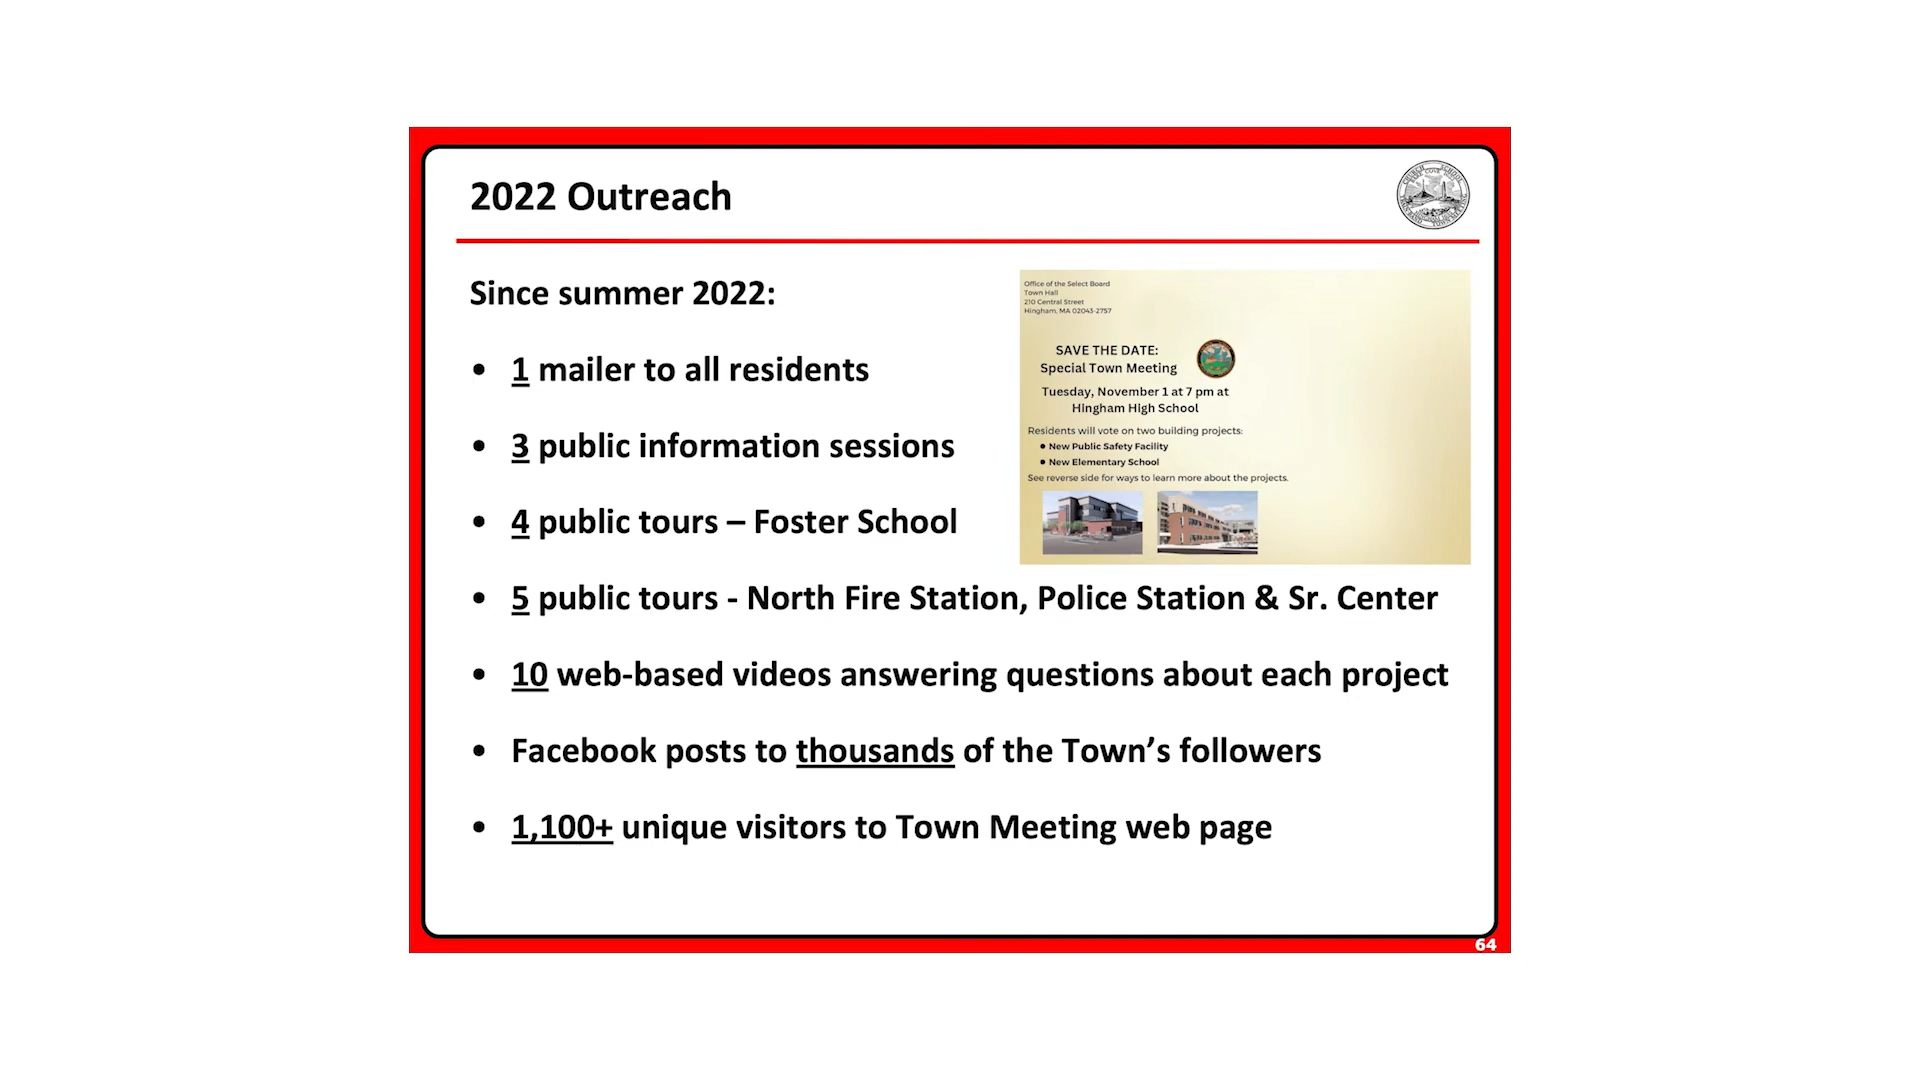 2022 Outreach
Since summer 2022:
• 1 mailer to all residents
• 3 public information sessions
• 4 public tours – Foster School
• 5 public tours - North Fire Station, Police Station & Sr. Center
• 10 web-based videos answering questions about each project
• Facebook posts to thousands of the Town’s followers
• 1,100+ unique visitors to Town Meeting web page
Office of the Select Board
Town Hall
210 Central Street
Hingham, MA 02043-2757
SAVE THE DATE:
Special Town Meeting
Tuesday, November 1 at 7 pm at
Hingham High School
Residents will vote on two building projects:
• New Public Safety Facility
• New Elementary School
See reverse side for ways to learn more about the projects.
64